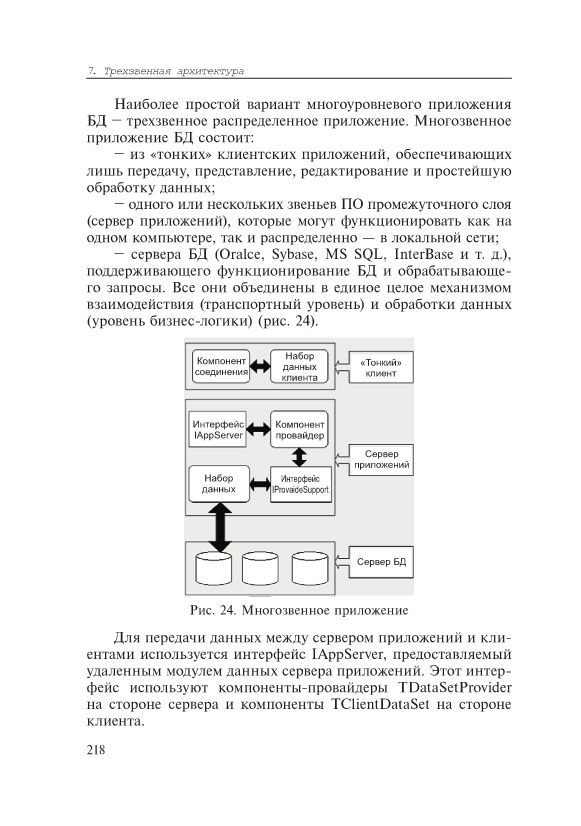 7. Трехзвенная архитектура
Наиболее простой вариант многоуровневого приложения
БД — трехзвенное распределенное приложение. Многозвенное
приложение БД состоит:
— из «тонких» клиентских приложений, обеспечивающих
лишь передачу, представление, редактирование и простейшую
обработку данных;
— одного или нескольких звеньев ПО промежуточного слоя
(сервер приложений), которые могут функционировать как на
одном компьютере, так и распределенно — в локальной сети;
— сервера БД (Oralce, Sybase, MS SQL, InterBase и т. д.),
поддерживающего функционирование БД и обрабатывающе-
го запросы. Все они объединены в единое целое механизмом
взаимодействия (транспортный уровень) и обработки данных
(уровень бизнес-логики) (рис. 24).
Компонент
соединения
Набор
данных
клиента
«Тонкий»
клиент
Интерфейс
IAppServer
Компонент
провайдер
Набор
данных
Интерфейс
IProvaideSupport
Сервер
приложений
Сервер БД
Рис. 24. Многозвенное приложение
Для передачи данных между сервером приложений и кли-
ентами используется интерфейс IAppServer, предоставляемый
удаленным модулем данных сервера приложений. Этот интер-
фейс используют компоненты-провайдеры TDataSetProvider
на стороне сервера и компоненты TClientDataSet на стороне
клиента.
218